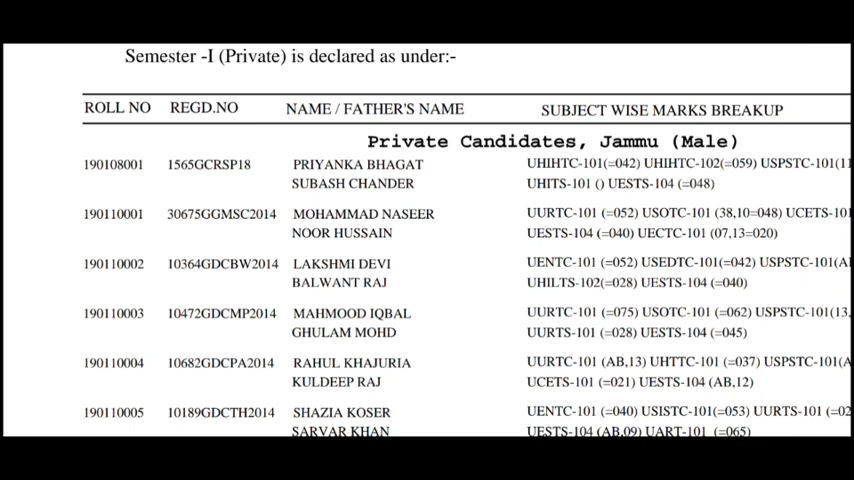 Semester -I (Private) is declared as under:-
ROLL NO REGD.NO NAME / FATHER'S NAME SUBJECT WISE MARKS BREAKUP
Private Candidates, Jammu (Male)
190108001 1565GCRSP18 PRIYANKA BHAGAT UHIHTC-101(=042) UHIHTC-102(=059) USPSTC-101(11
SUBASH CHANDER UHITS-101 () UESTS-104 (=048)
190110001 30675GGMSC2014 MOHAMMAD NASEER UURTC-101 (=052) USOTC-101 (38,10=048) UCETS-101
NOOR HUSSAIN UESTS-104 (=040) UECTC-101 (07,13=020)
190110002 10364GDCBW2014 LAKSHMI DEVI UENTC-101 (=052) USEDTC-101(=042) USPSTC-101(A
BALWANT RAJ UHILTS-102(=028) UESTS-104 (=040)
190110003 10472GDCMP2014 MAHMOOD IQBAL UURTC-101 (=075) USOTC-101 (=062) USPSTC-101(13,
GHULAM MOHD UURTS-101 (=028) UESTS-104 (=045)
190110004 10682GDCPA2014 RAHUL KHAJURIA UURTC-101 (AB,13) UHTTC-101 (=037) USPSTC-101(A
KULDEEP RAJ UCETS-101 (=021) UESTS-104 (AB,12)
190110005 10189GDCTH2014 SHAZIA KOSER UENTC-101 (=040) USISTC-101(=053) UURTS-101 (=02
SARVAR KHAN UESTS-104 (AB,09) UART-101 (=065)